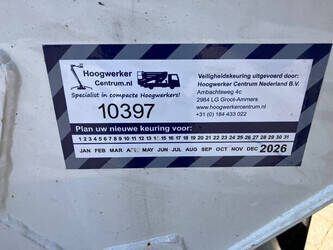 Hoogwerker
Centrum.nl
Specialist in compacte Hoogwerkers!
10397
Veiligheidskeuring uitgevoerd door:
Hoogwerker Centrum Nederland B.V.
Ambachtsweg 4c
2964 LG Groot-Ammers
www.hoogwerkercentrum.nl
+31 (0) 184 433 022
Plan uw nieuwe keuring voor:
1 2 3 4 5 6 7 8 9 10 11 12 13 14 15 16 17 18 19 20 21 22 23 24 25 26 27 28 29 30 31
JAN FEB MAR MAY JUN JUL AUG SEP OCT NOV DEC 2026